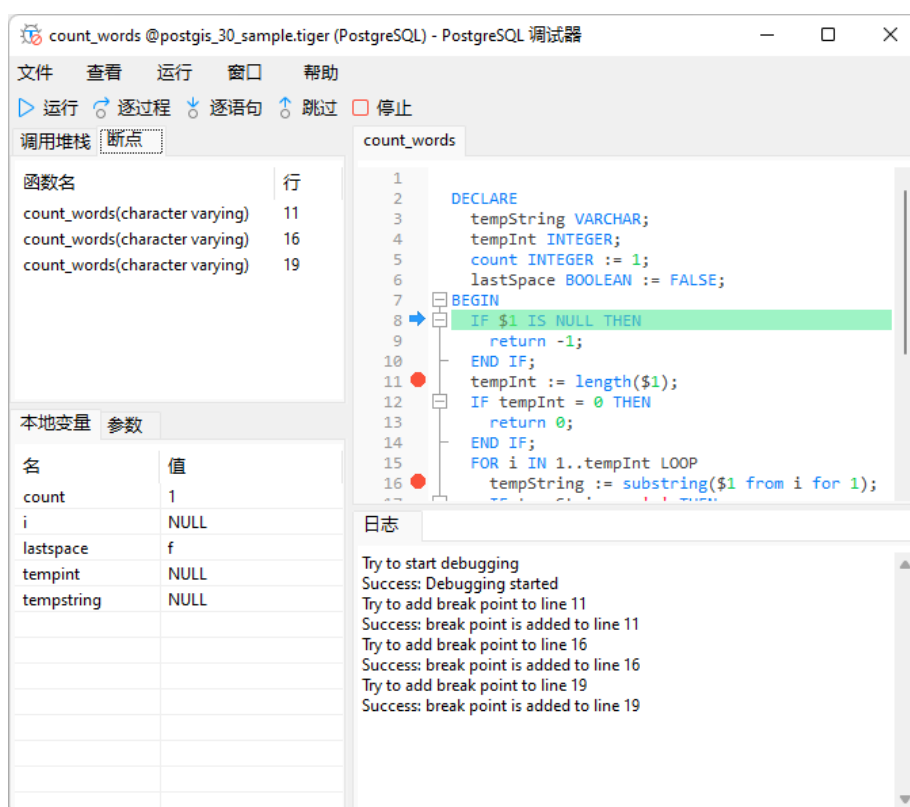 count_words @postgis_30_sample.tiger (PostgreSQL) - PostgreSQL 调试器
文件 查看 运行 窗口 帮助
运行 逐过程 逐语句 跳过 停止
调用堆栈 断点
函数名 行
count_words(character varying) 11
count_words(character varying) 16
count_words(character varying) 19
本地变量 参数
名 值
count 1
i NULL
lastspace f
tempint NULL
tempstring NULL
count_words
1
2 DECLARE
3 tempString VARCHAR;
4 tempInt INTEGER;
5 count INTEGER := 1;
6 lastSpace BOOLEAN := FALSE;
7 BEGIN
8 IF $1 IS NULL THEN
9 return -1;
10 END IF;
11 tempInt := length($1);
12 IF tempInt = 0 THEN
13 return 0;
14 END IF;
15 FOR i IN 1..tempInt LOOP
16 tempString := substring($1 from i for 1);
日志
Try to start debugging
Success: Debugging started
Try to add break point to line 11
Success: break point is added to line 11
Try to add break point to line 16
Success: break point is added to line 16
Try to add break point to line 19
Success: break point is added to line 19